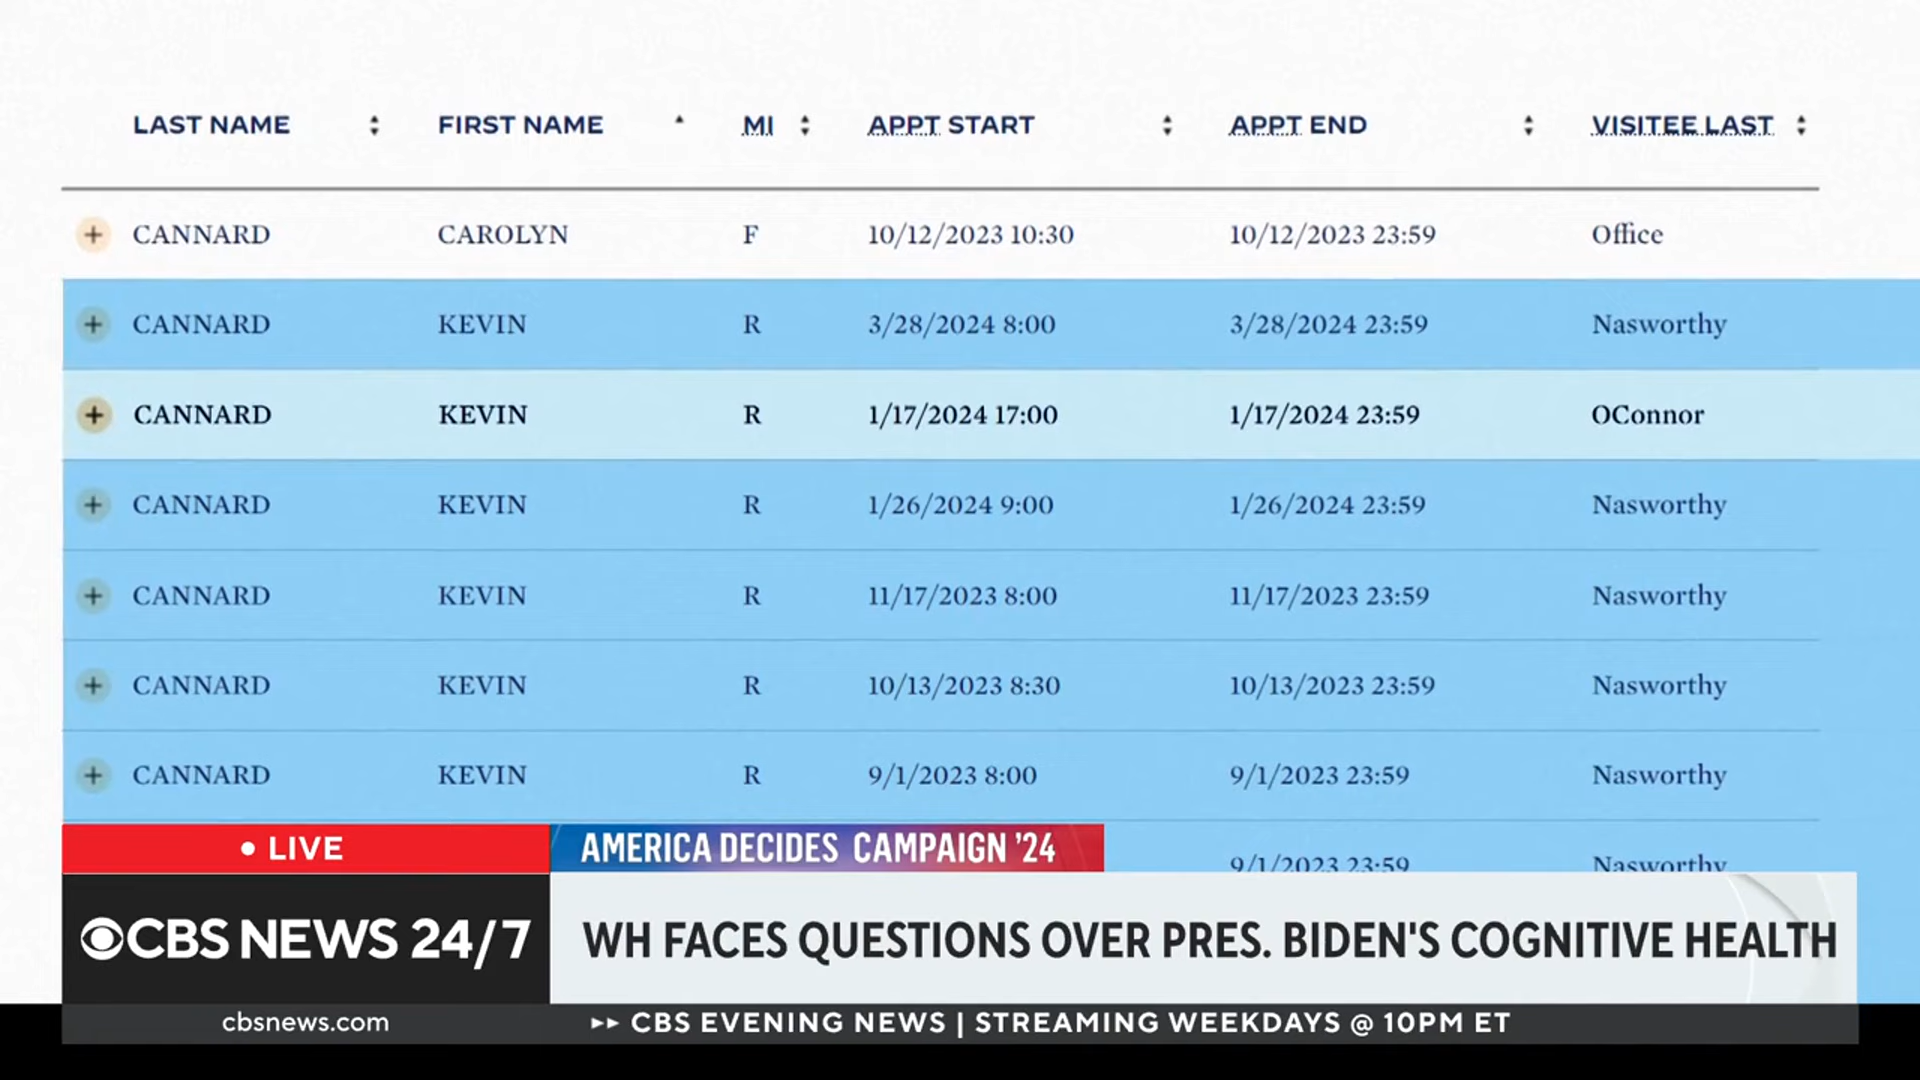 LAST NAME FIRST NAME MI APPT START APPT END VISITEE LAST
CANNARD CAROLYN F 10/12/2023 10:30 10/12/2023 23:59 Office
CANNARD KEVIN R 3/28/2024 8:00 3/28/2024 23:59 Nasworthy
CANNARD KEVIN R 1/17/2024 17:00 1/17/2024 23:59 OConnor
CANNARD KEVIN R 1/26/2024 9:00 1/26/2024 23:59 Nasworthy
CANNARD KEVIN R 11/17/2023 8:00 11/17/2023 23:59 Nasworthy
CANNARD KEVIN R 10/13/2023 8:30 10/13/2023 23:59 Nasworthy
CANNARD KEVIN R 9/1/2023 8:00 9/1/2023 23:59 Nasworthy
9/1/2023 23:59 Nasworthy
• LIVE
AMERICA DECIDES CAMPAIGN '24
CBS NEWS 24/7
WH FACES QUESTIONS OVER PRES. BIDEN'S COGNITIVE HEALTH
cbsnews.com
CBS EVENING NEWS | STREAMING WEEKDAYS @ 10PM ET